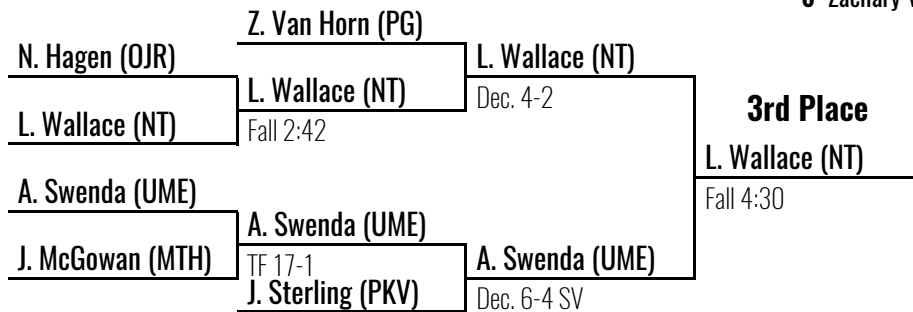 Zachary
Z. Van Horn (PG)
N. Hagen (OJR)
L. Wallace (NT)
L. Wallace (NT)
Dec. 4-2
3rd Place
L. Wallace (NT)
Fall 2:42
L. Wallace (NT)
Fall 4:30
A. Swenda (UME)
A. Swenda (UME)
J. McGowan (MTH)
TF 17-1
A. Swenda (UME)
J. Sterling (PKV)
Dec. 6-4 SV